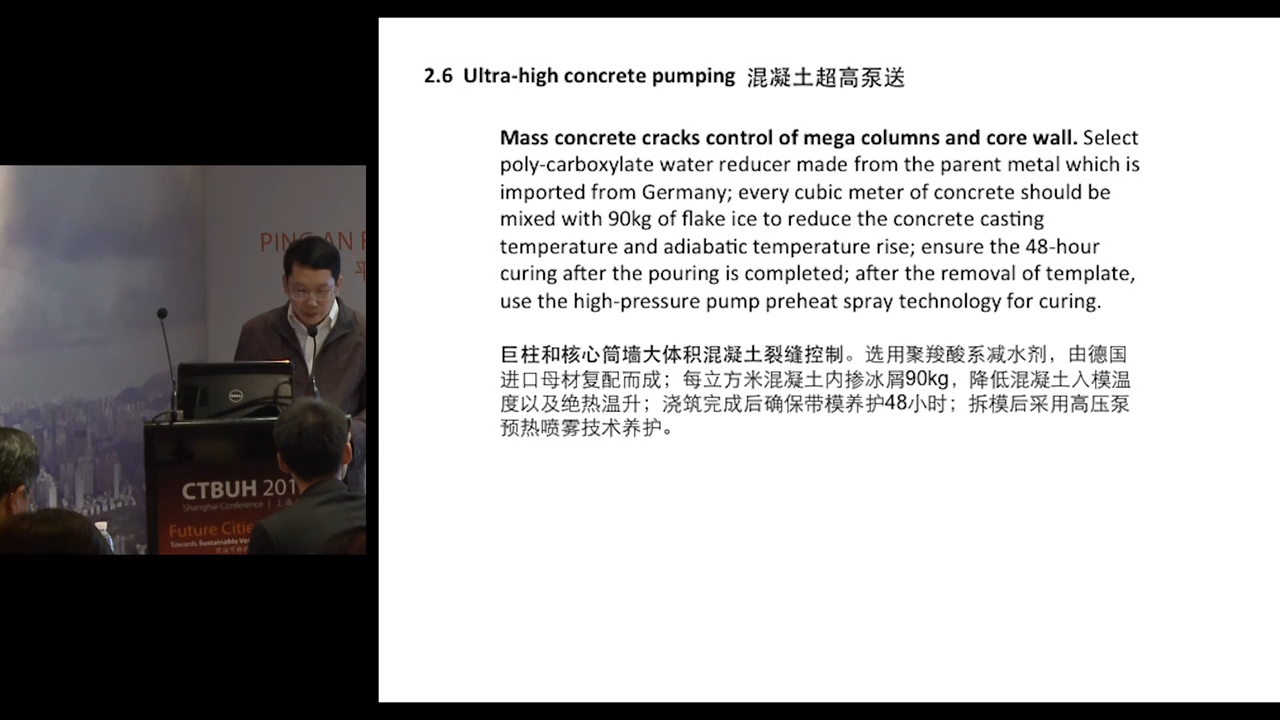 2.6 Ultra-high concrete pumping 混凝土超高泵送
Mass concrete cracks control of mega columns and core wall. Select
poly-carboxylate water reducer made from the parent metal which is
imported from Germany; every cubic meter of concrete should be
mixed with 90kg of flake ice to reduce the concrete casting
temperature and adiabatic temperature rise; ensure the 48-hour
curing after the pouring is completed; after the removal of template,
use the high-pressure pump preheat spray technology for curing.
巨柱和核心筒墙大体积混凝土裂缝控制。选用聚羧酸系减水剂，由德国
进口母材复配而成；每立方米混凝土内掺冰屑90kg，降低混凝土入模温
度以及绝热温升；浇筑完成后确保带模养护48小时；拆模后采用高压泵
预热喷雾技术养护。
PING AN
CTBUH 201
Shanghai Conference | 上海
Future Citie
Towards Sustainable Ve